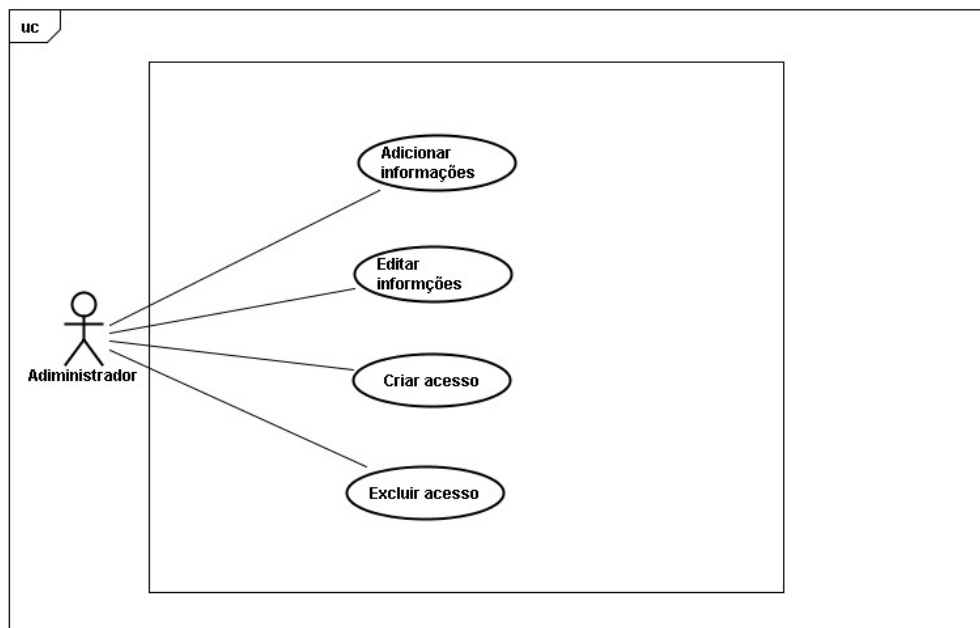 uc
Adicionar
informações
Editar
informções
Adiministrador
Criar acesso
Excluir acesso